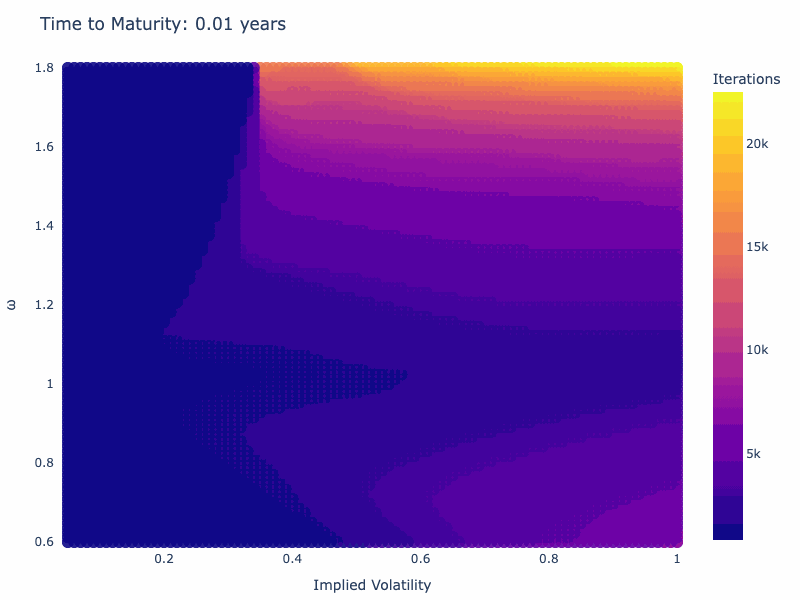 Time to Maturity: 0.01 years
Iterations
1.8
1.6
1.4
1.2
1
0.8
0.6
ω
0.2
0.4
0.6
0.8
1
Implied Volatility
20k
15k
10k
5k